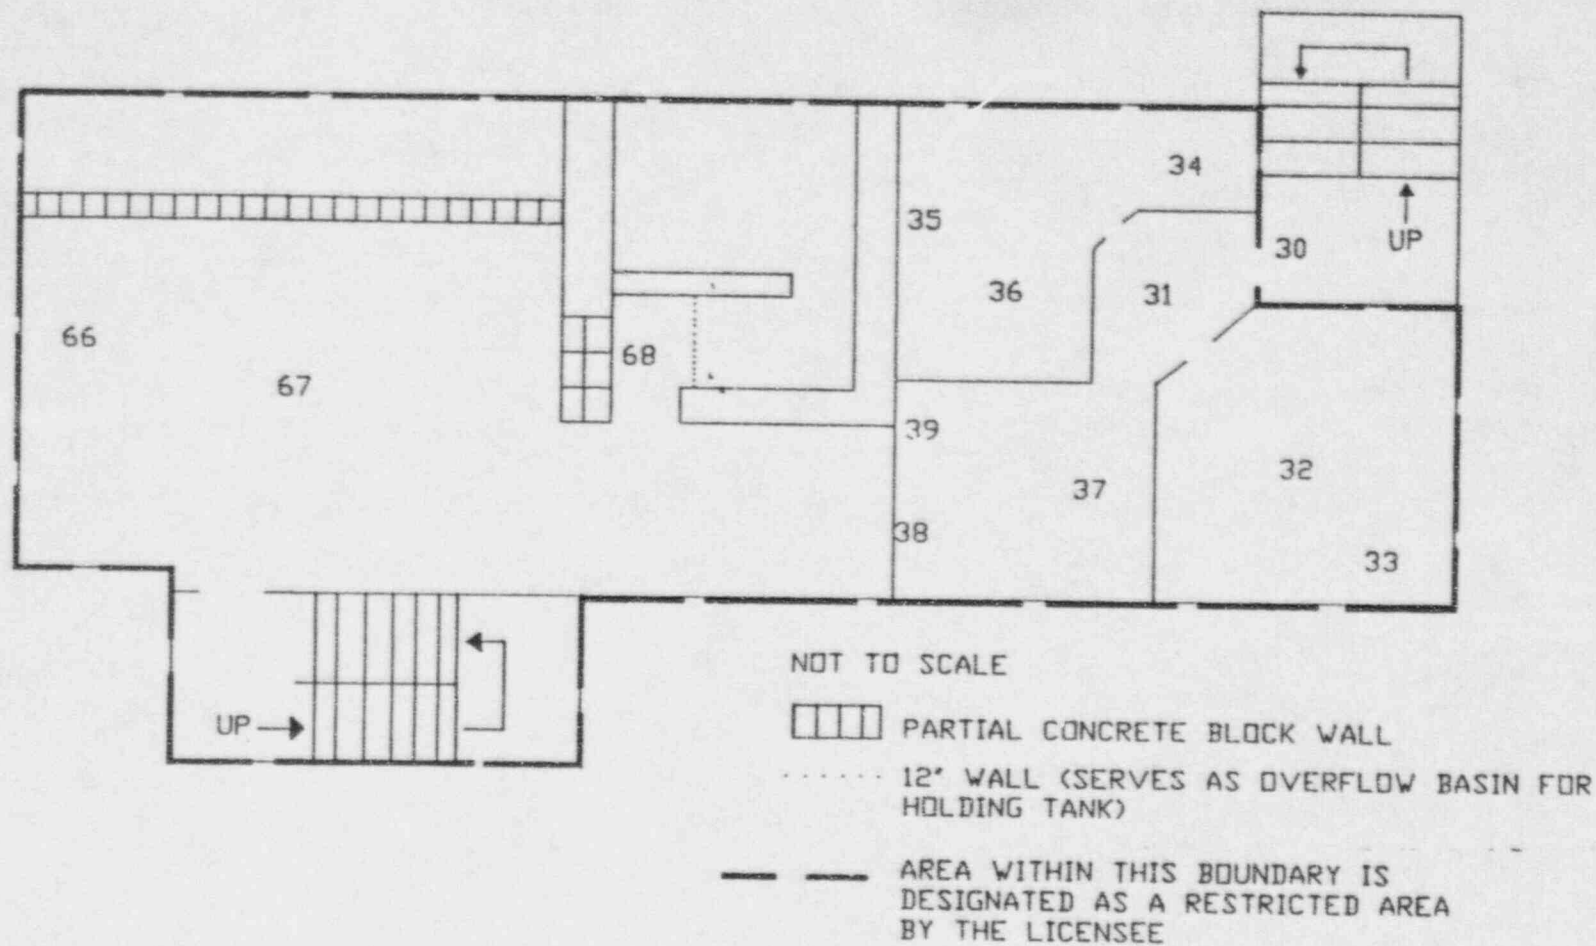 34
35
30
UP
36
31
66
68
67
39
32
37
38
33
NOT TO SCALE
UP
PARTIAL CONCRETE BLOCK WALL
12" WALL (SERVES AS OVERFLOW BASIN FOR
HOLDING TANK)
AREA WITHIN THIS BOUNDARY IS
DESIGNATED AS A RESTRICTED AREA
BY THE LICENSEE